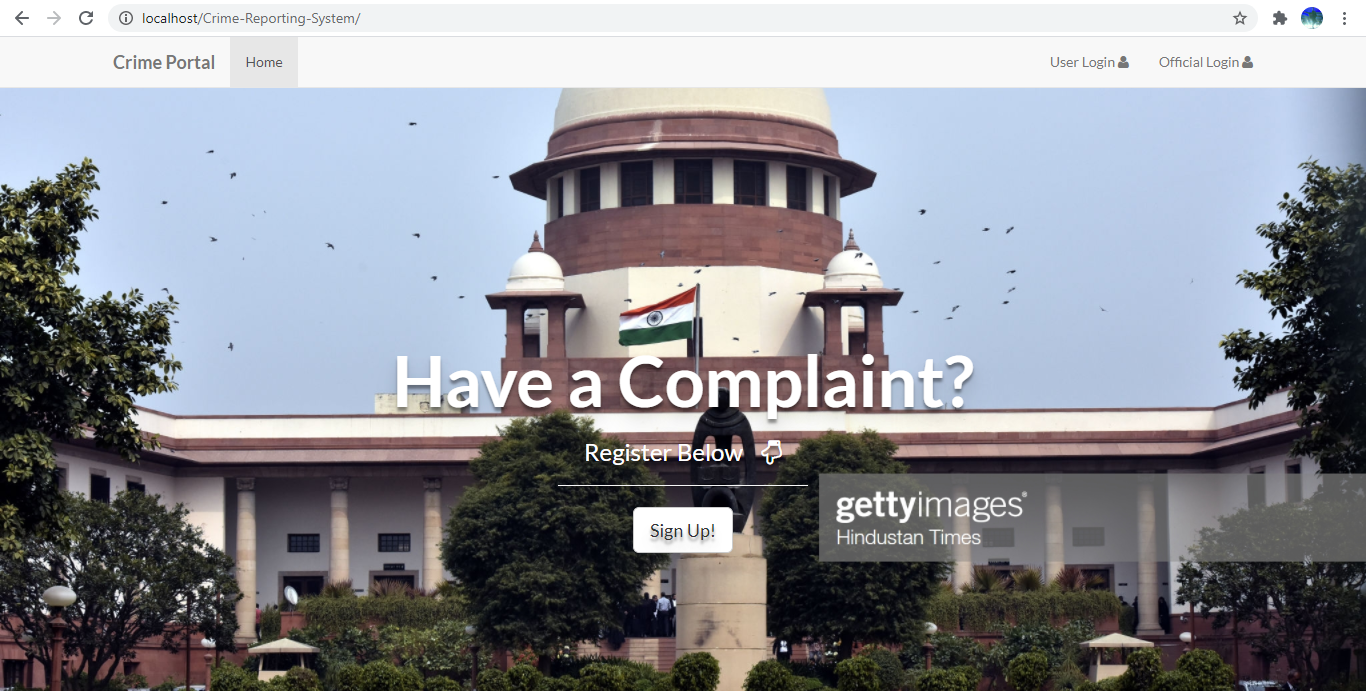 localhost/Crime-Reporting-System/
Crime Portal Home User Login Official Login
Have a Complaint?
Register Below
Sign Up!
gettyimages®
Hindustan Times